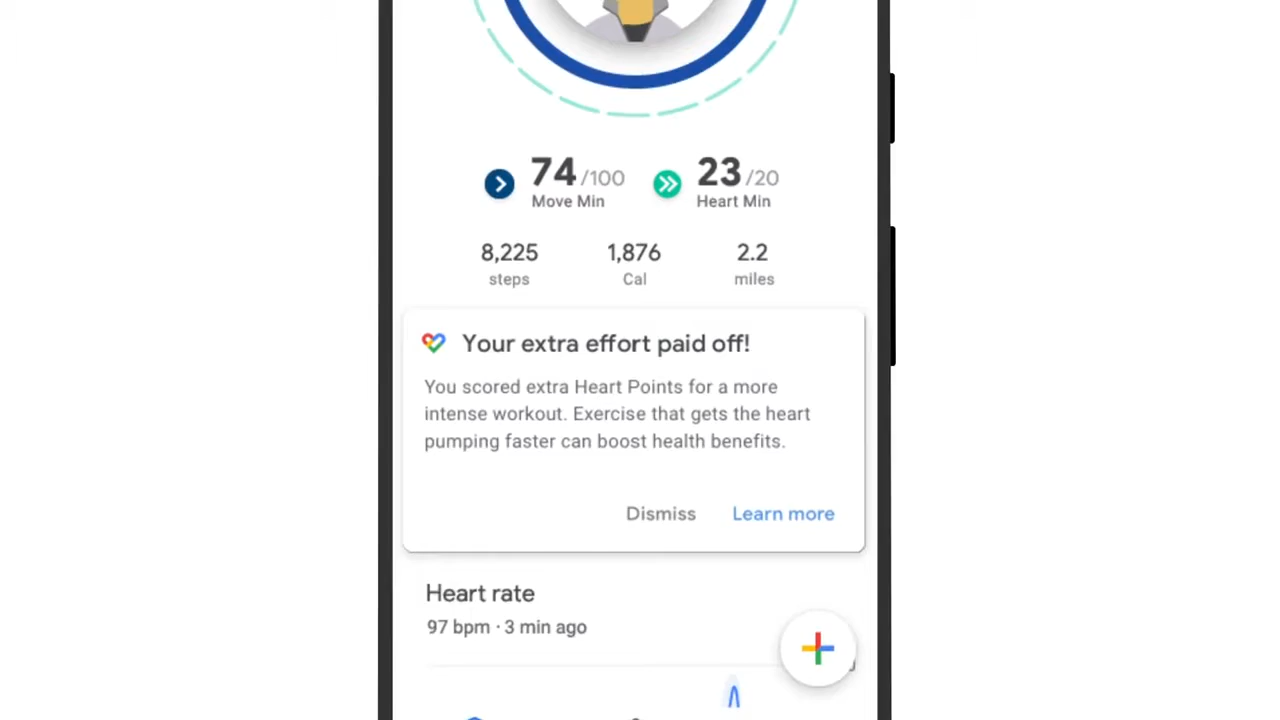 74/100 23/20
Move Min Heart Min
8,225 1,876 2.2
steps Cal miles
Your extra effort paid off!
You scored extra Heart Points for a more
intense workout. Exercise that gets the heart
pumping faster can boost health benefits.
Dismiss Learn more
Heart rate
97 bpm · 3 min ago